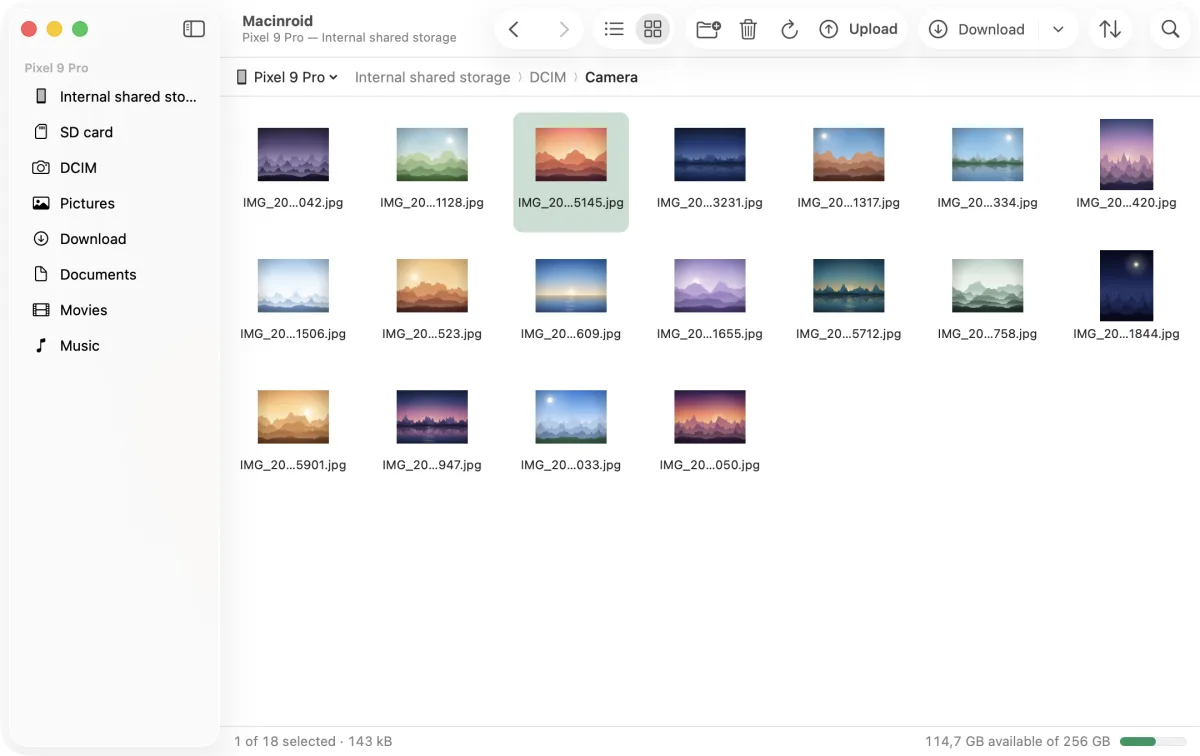 Macinroid
Pixel 9 Pro — Internal shared storage
Upload
Download
Pixel 9 Pro
Internal shared sto...
SD card
DCIM
Pictures
Download
Documents
Movies
Music
Pixel 9 Pro Internal shared storage DCIM Camera
IMG_20...042.jpg IMG_20...1128.jpg IMG_20...5145.jpg IMG_20...3231.jpg IMG_20...1317.jpg IMG_20...334.jpg IMG_20...420.jpg
IMG_20...1506.jpg IMG_20...523.jpg IMG_20...609.jpg IMG_20...1655.jpg IMG_20...5712.jpg IMG_20...758.jpg IMG_20...1844.jpg
IMG_20...5901.jpg IMG_20...947.jpg IMG_20...033.jpg IMG_20...050.jpg
1 of 18 selected · 143 kB
114,7 GB available of 256 GB